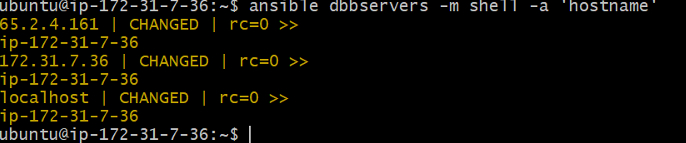 ubuntu@ip-172-31-7-36:~$ ansible dbbservers -m shell -a 'hostname'
65.2.4.161 | CHANGED | rc=0 >>
ip-172-31-7-36
172.31.7.36 | CHANGED | rc=0 >>
ip-172-31-7-36
localhost | CHANGED | rc=0 >>
ip-172-31-7-36
ubuntu@ip-172-31-7-36:~$